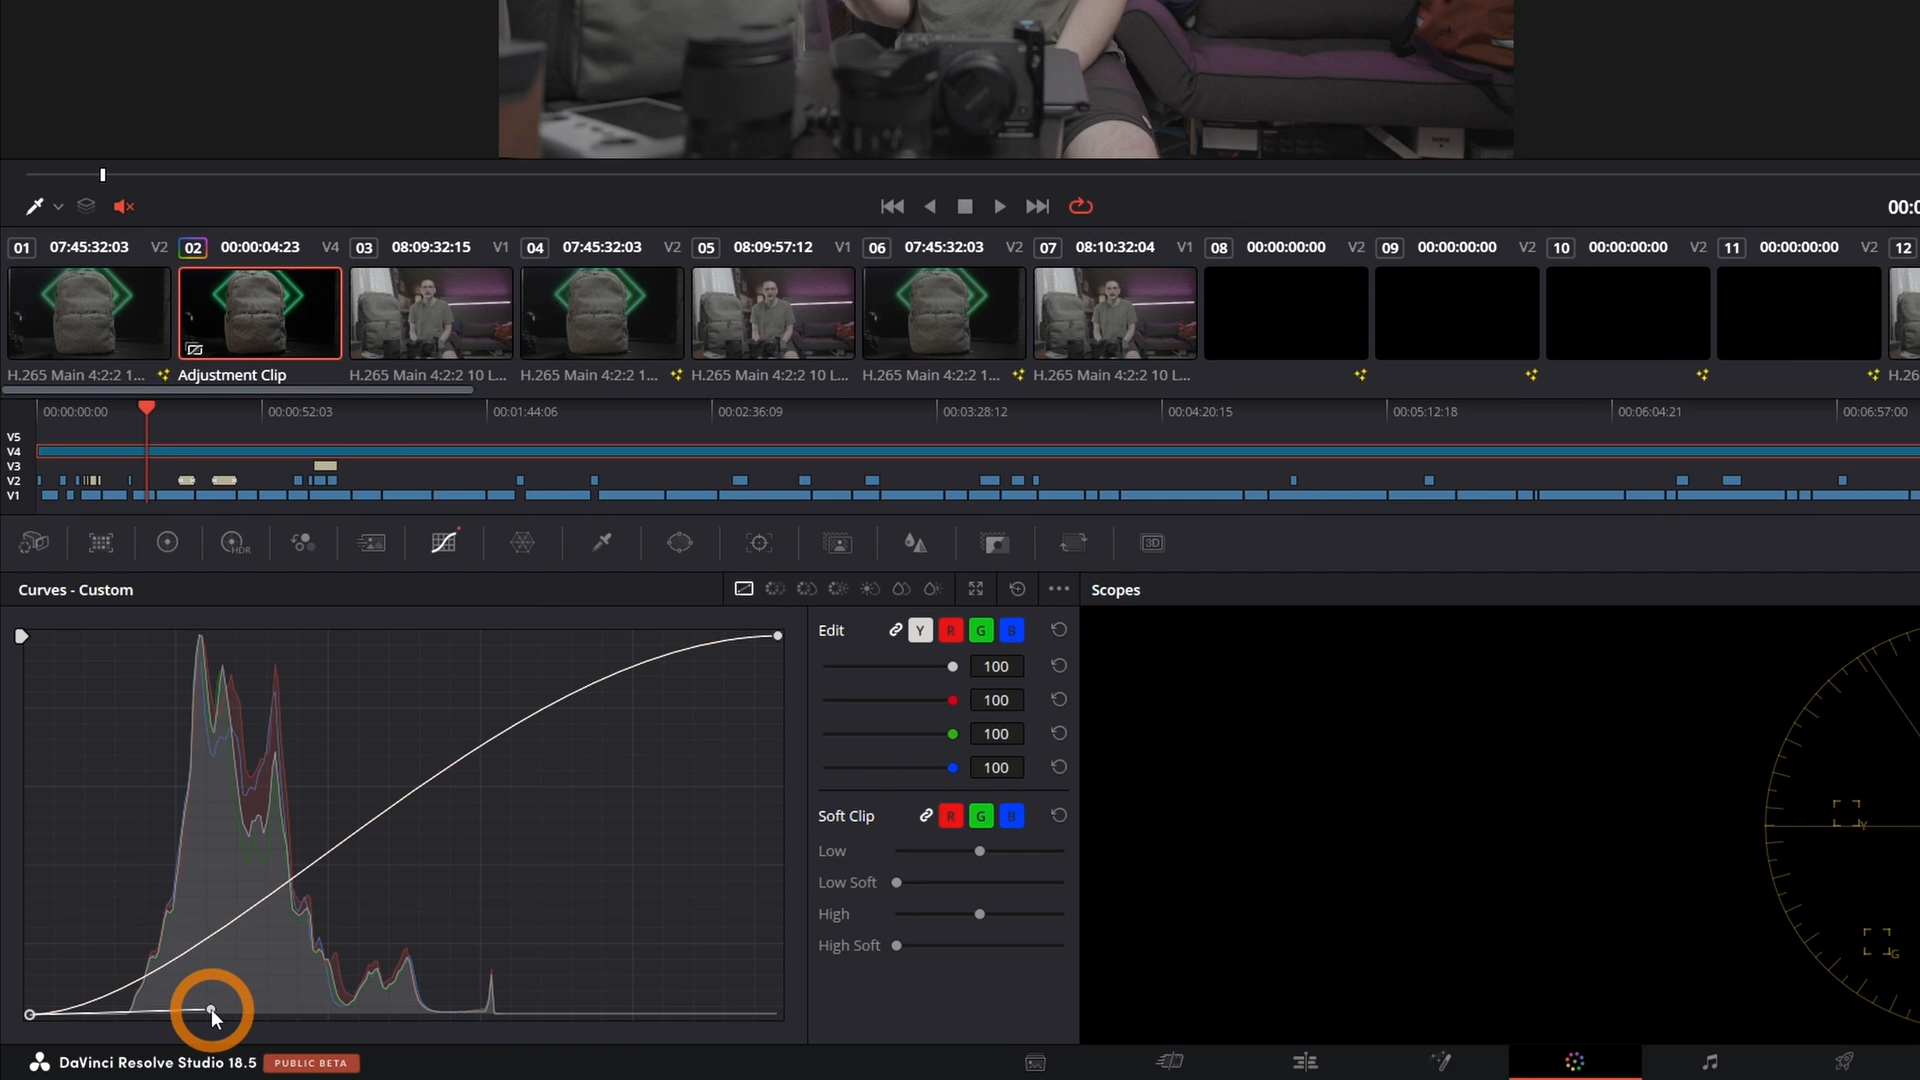 00:0
01 07:45:32:03 V2 02 00:00:04:23 V4 03 08:09:32:15 V1 04 07:45:32:03 V2 05 08:09:57:12 V1 06 07:45:32:03 V2 07 08:10:32:04 V1 08 00:00:00:00 V2 09 00:00:00:00 V2 10 00:00:00:00 V2 11 00:00:00:00 V2 12
H.265 Main 4:2:2 1... Adjustment Clip H.265 Main 4:2:2 10 L... H.265 Main 4:2:2 1... H.265 Main 4:2:2 10 L... H.265 Main 4:2:2 1... H.265 Main 4:2:2 10 L... H.26
00:00:00:00 00:00:52:03 00:01:44:06 00:02:36:09 00:03:28:12 00:04:20:15 00:05:12:18 00:06:04:21 00:06:57:00
V5
V4
V3
V2
V1
HDR 3D
Curves - Custom Scopes
Edit Y R G B
100
100
100
100
Soft Clip R G B
Low
Low Soft
High
High Soft
Y
G
DaVinci Resolve Studio 18.5 PUBLIC BETA